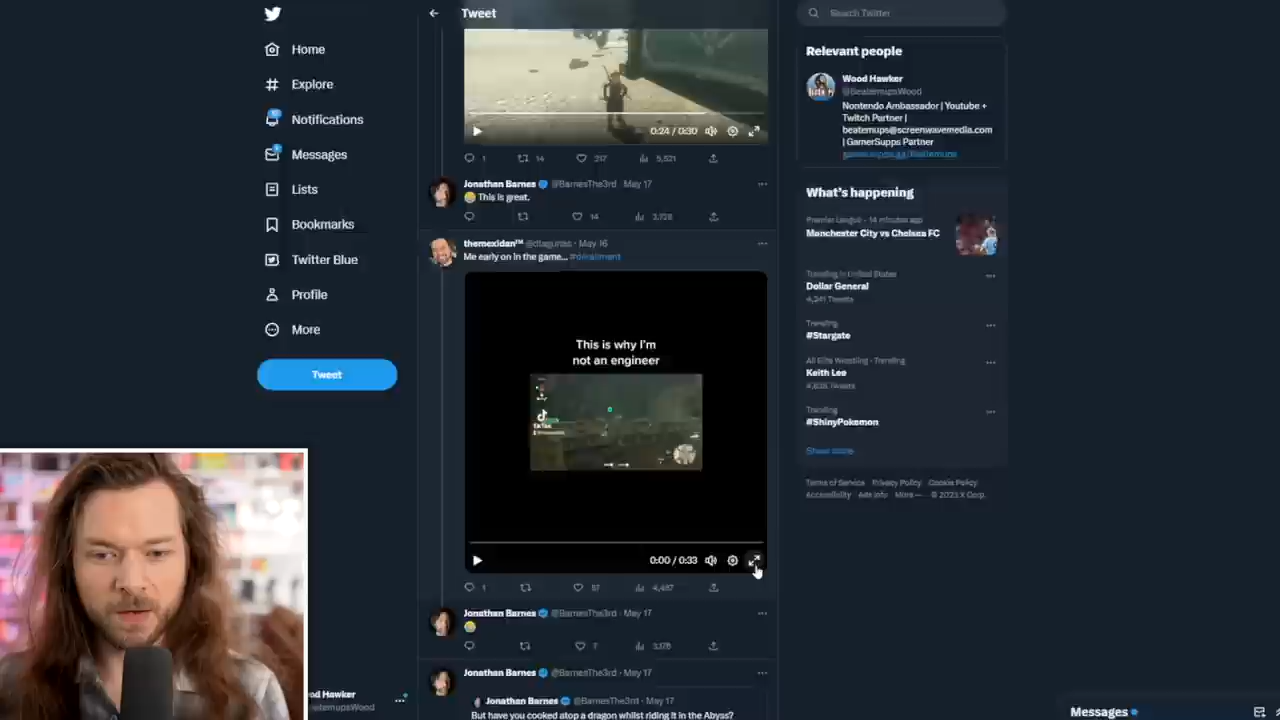 Home
Explore
Notifications
Messages
Lists
Bookmarks
Twitter Blue
Profile
More
Tweet
Tweet
0:24 / 0:30
1
14
217
5,521
Jonathan Barnes @BarnesThe3rd · May 17
This is great.
14
3,728
themexidan™ · May 16
Me early on in the game... #derailment
This is why I'm
not an engineer
TikTok
0:00 / 0:33
1
57
4,497
Jonathan Barnes @BarnesThe3rd · May 17
7
3,176
Jonathan Barnes @BarnesThe3rd · May 17
Jonathan Barnes @BarnesThe3rd · May 17
But have you cooked atop a dragon whilst riding it in the Abyss?
Search Twitter
Relevant people
Wood Hawker
@BeatemupsWood
Nontendo Ambassador | Youtube +
Twitch Partner |
beatemups@screenwavemedia.com
| GamerSupps Partner
What's happening
Premier League · 14 minutes ago
Manchester City vs Chelsea FC
Trending in United States
Dollar General
4,241 Tweets
Trending
#Stargate
All Elite Wrestling · Trending
Keith Lee
Tweets
Trending
#ShinyPokemon
Show more
Terms of Service Privacy Policy Cookie Policy
Accessibility Ads info More © 2023 X Corp.
od Hawker
eatemupsWood
Messages